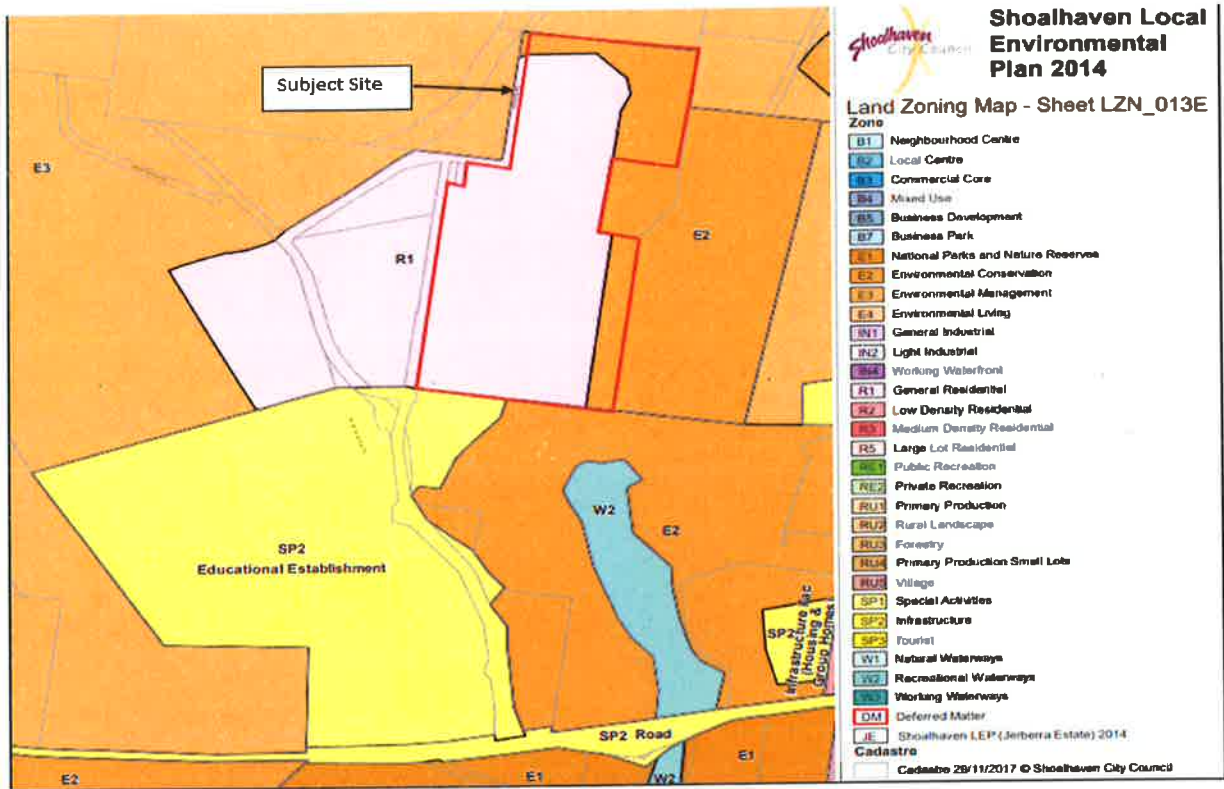 Subject Site
E3
R1
E2
SP2
Educational Establishment
W2
E2
SP2
Infrastructure Fac
(Housing &
Group Homes
SP2 Road
E2
E1
W2
E1
Shoalhaven
City Council
Shoalhaven Local
Environmental
Plan 2014
Land Zoning Map - Sheet LZN_013E
Zone
B1 Neighbourhood Centre
B2 Local Centre
B3 Commercial Core
B4 Mixed Use
B5 Business Development
B7 Business Park
E1 National Parks and Nature Reserves
E2 Environmental Conservation
E3 Environmental Management
E4 Environmental Living
IN1 General Industrial
IN2 Light Industrial
IN4 Working Waterfront
R1 General Residential
R2 Low Density Residential
R3 Medium Density Residential
R5 Large Lot Residential
RE1 Public Recreation
RE2 Private Recreation
RU1 Primary Production
RU2 Rural Landscape
RU3 Forestry
RU4 Primary Production Small Lots
RU5 Village
SP1 Special Activities
SP2 Infrastructure
SP3 Tourist
W1 Natural Waterways
W2 Recreational Waterways
W3 Working Waterways
DM Deferred Matter
JE Shoalhaven LEP (Jerberra Estate) 2014
Cadastre
Cadastre 28/11/2017 © Shoalhaven City Council